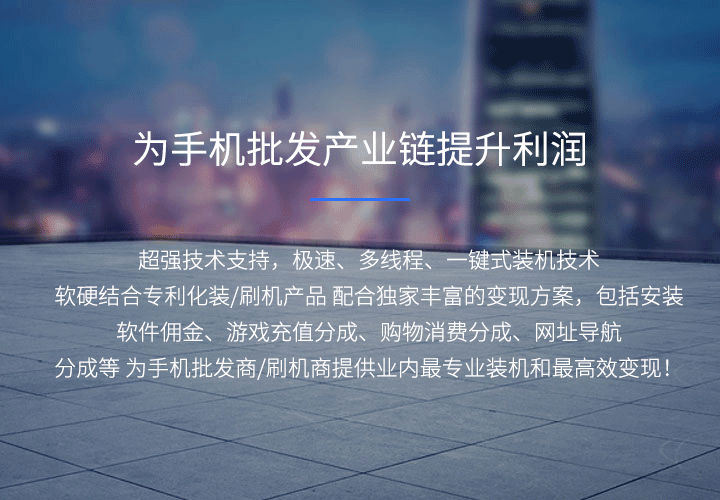 为手机批发产业链提升利润
超强技术支持，极速、多线程、一键式装机技术
软硬结合专利化装/刷机产品 配合独家丰富的变现方案，包括安装
软件佣金、游戏充值分成、购物消费分成、网址导航
分成等 为手机批发商/刷机商提供业内最专业装机和最高效变现！